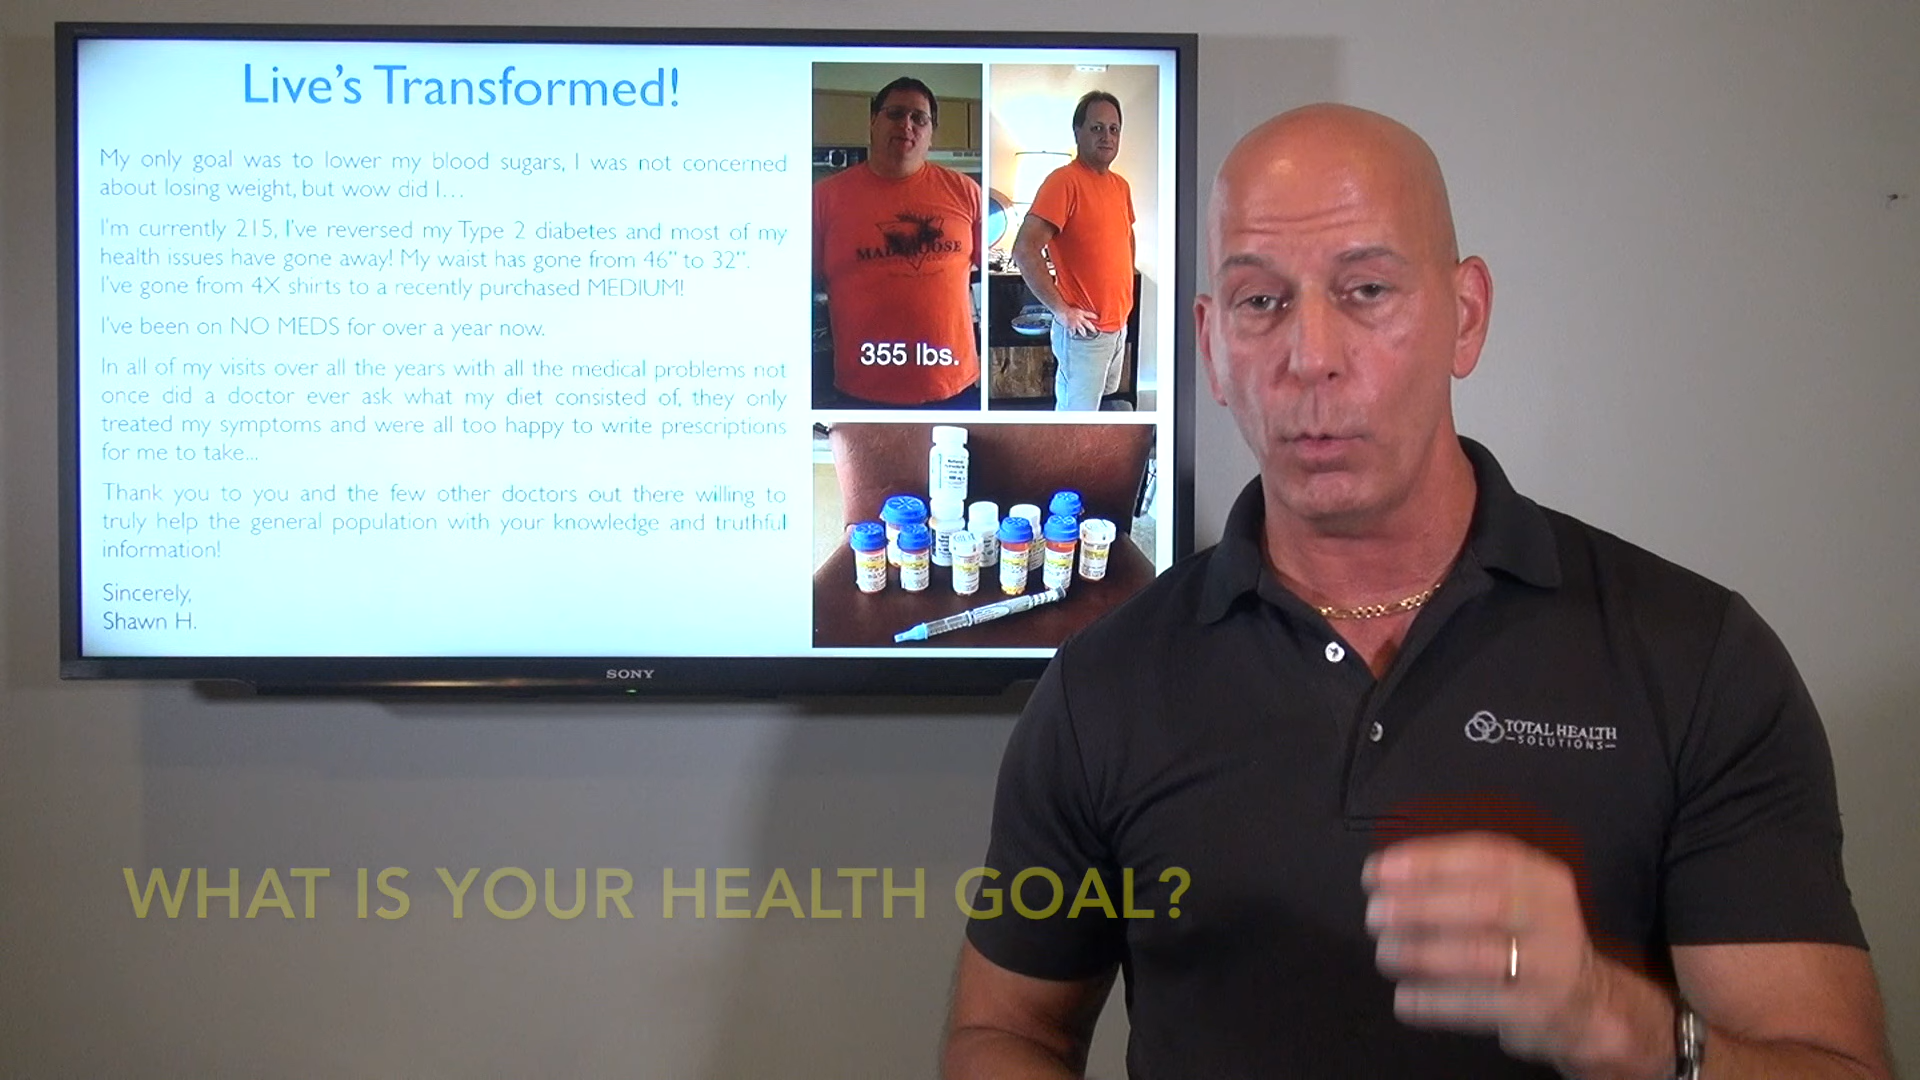 Live's Transformed!
My only goal was to lower my blood sugars, I was not concerned
about losing weight, but wow did I...
I'm currently 215, I've reversed my Type 2 diabetes and most of my
health issues have gone away! My waist has gone from 46" to 32".
I've gone from 4X shirts to a recently purchased MEDIUM!
I've been on NO MEDS for over a year now.
In all of my visits over all the years with all the medical problems not
once did a doctor ever ask what my diet consisted of, they only
treated my symptoms and were all too happy to write prescriptions
for me to take...
Thank you to you and the few other doctors out there willing to
truly help the general population with your knowledge and truthful
information!
Sincerely,
Shawn H.
355 lbs.
SONY
TOTAL HEALTH
-SOLUTIONS-
WHAT IS YOUR HEALTH GOAL?